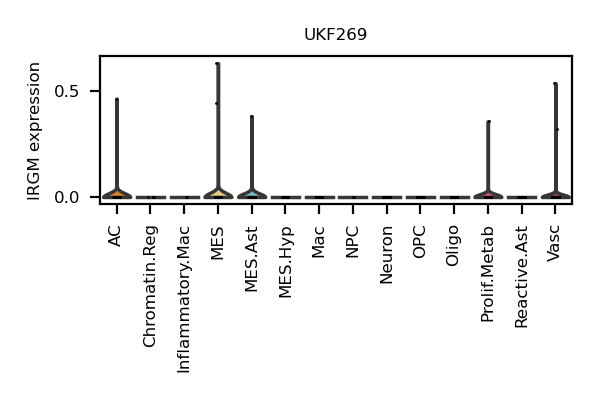 UKF269
IRGM expression
0.5
0.0
AC
Chromatin.Reg
Inflammatory.Mac
MES
MES.Ast
MES.Hyp
Mac
NPC
Neuron
OPC
Oligo
Prolif.Metab
Reactive.Ast
Vasc